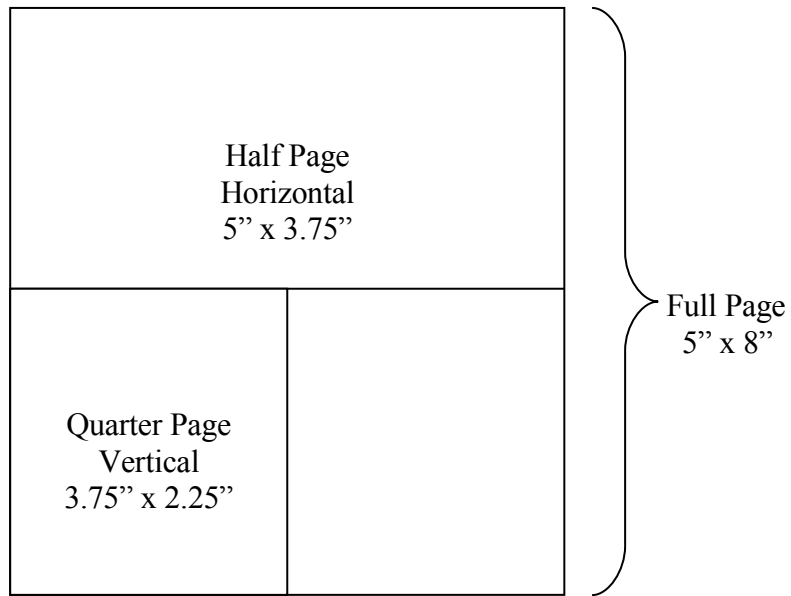 Half Page
Horizontal
5” x 3.75”
Full Page
5” x 8”
Quarter Page
Vertical
3.75” x 2.25”